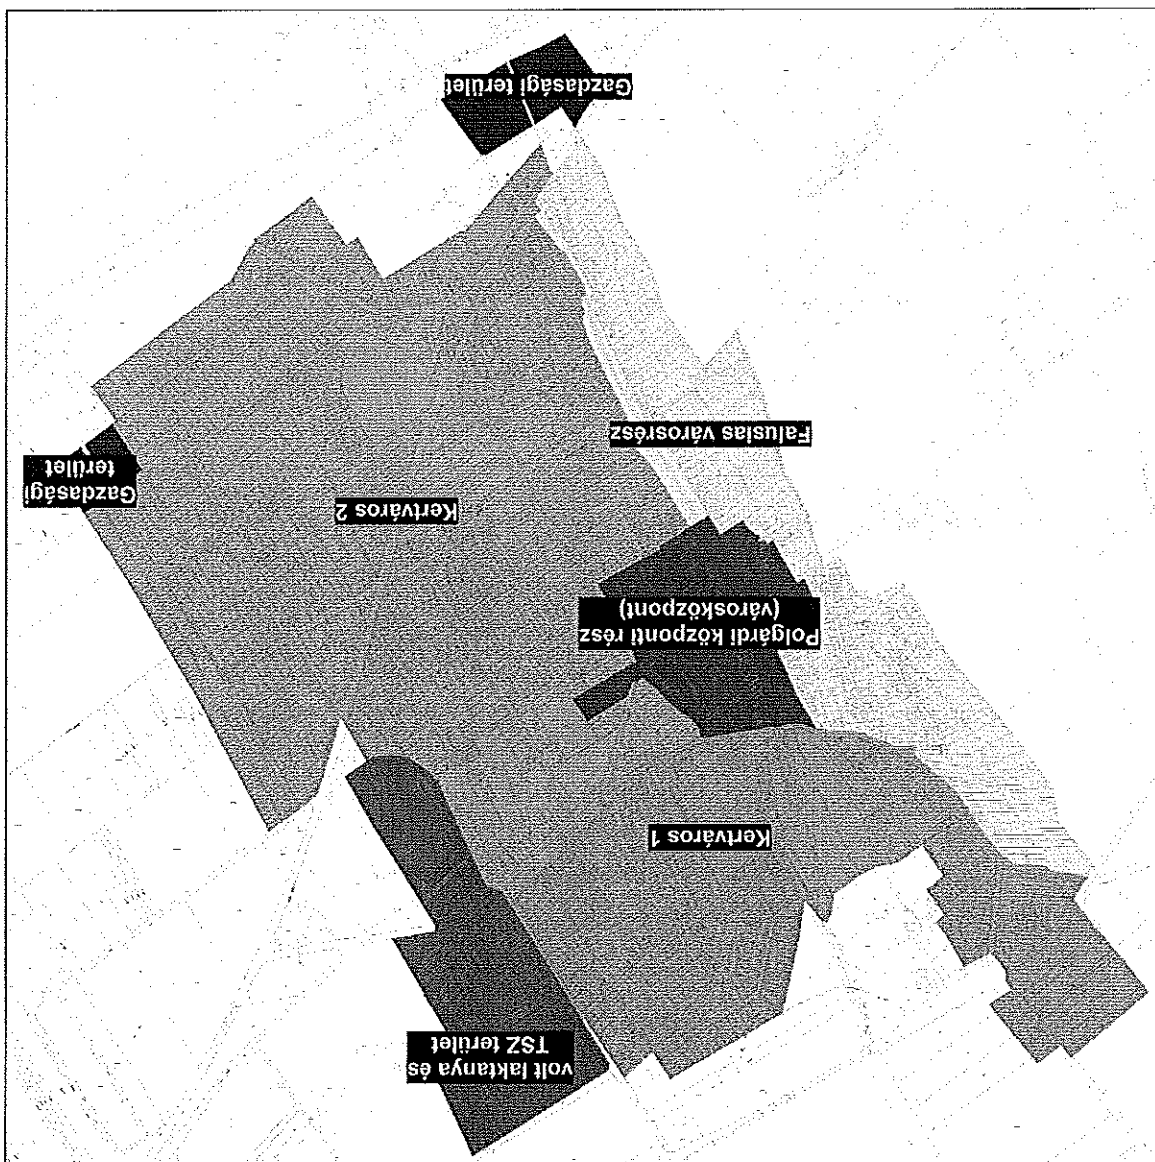 volt laktanya és
TSZ terület
Kertváros 1
Polgárdi központi rész
(városközpont)
Kertváros 2
Gazdasági
terület
Falusias városrész
Gazdasági terület